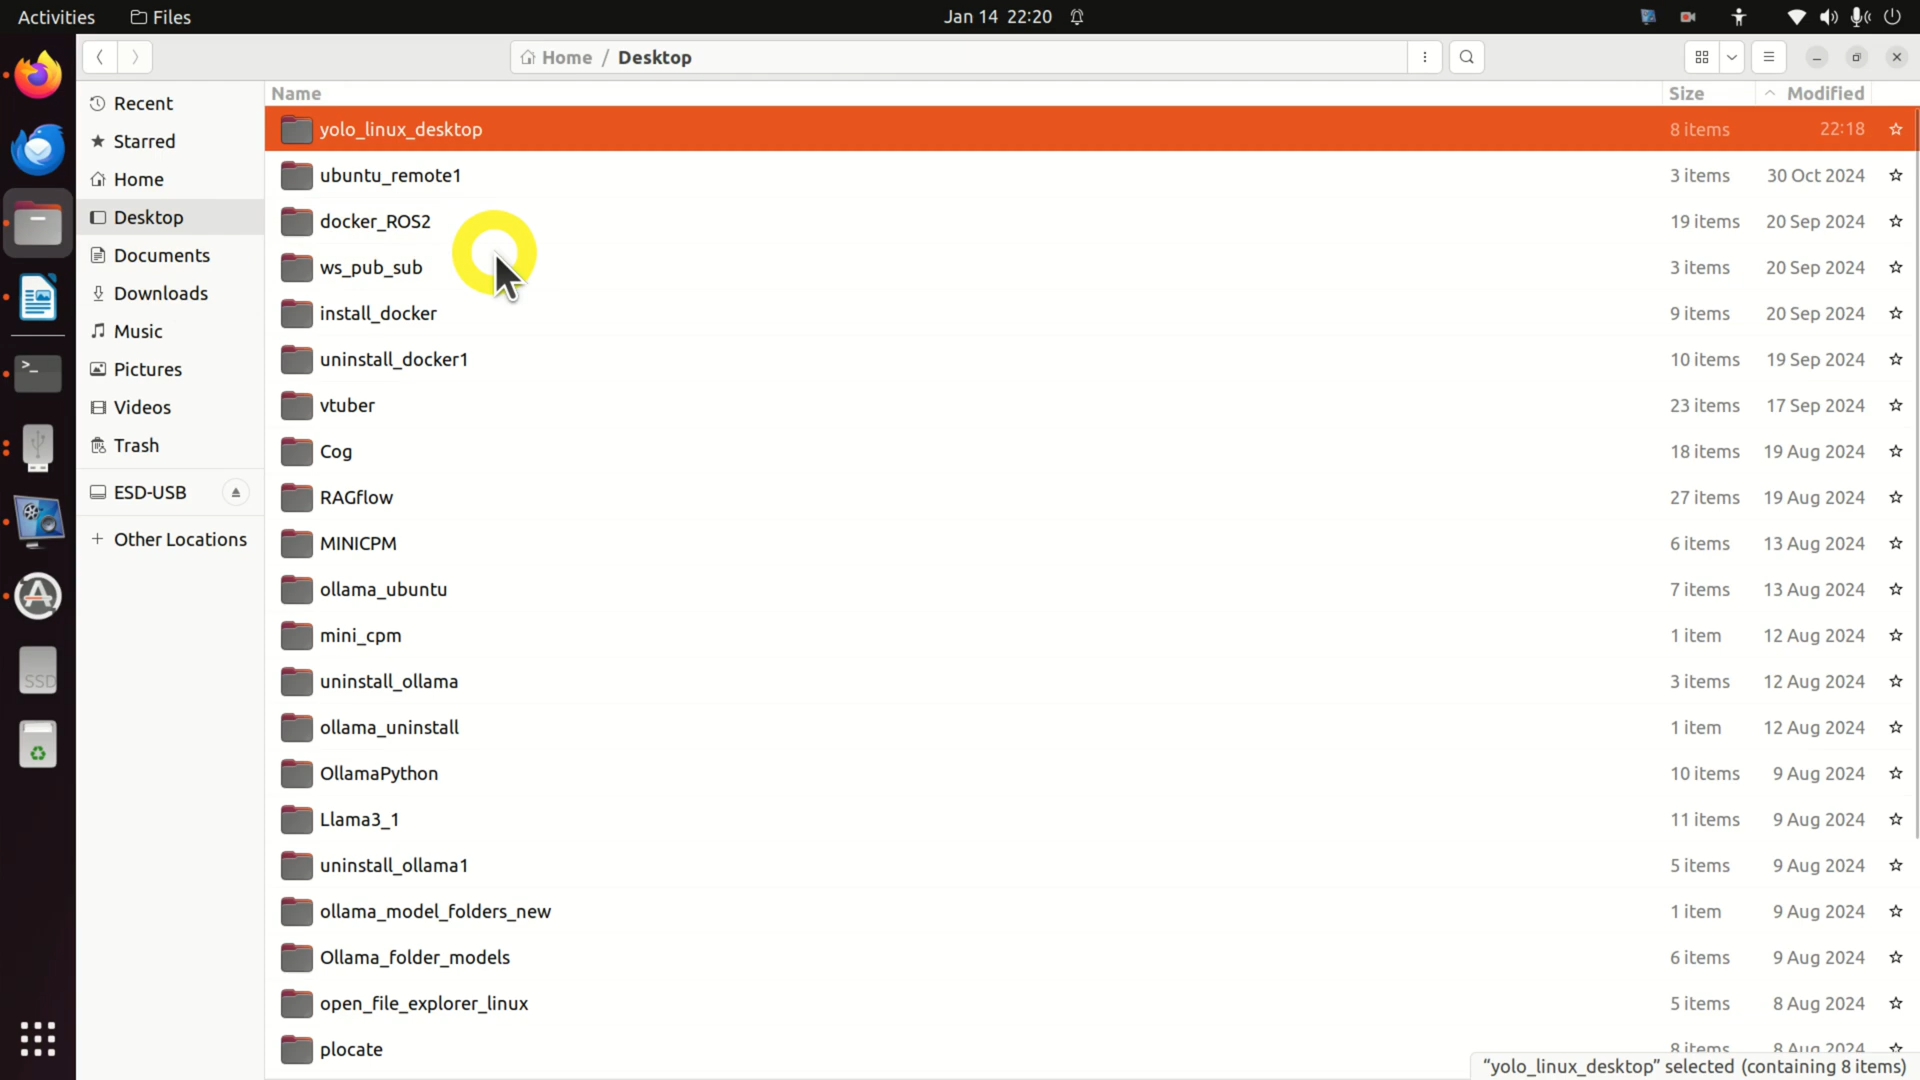 Activities Files Jan 14 22:20
Home / Desktop
Name Size Modified
Recent
Starred
Home
Desktop
Documents
Downloads
Music
Pictures
Videos
Trash
ESD-USB
+ Other Locations
yolo_linux_desktop 8 items 22:18
ubuntu_remote1 3 items 30 Oct 2024
docker_ROS2 19 items 20 Sep 2024
ws_pub_sub 3 items 20 Sep 2024
install_docker 9 items 20 Sep 2024
uninstall_docker1 10 items 19 Sep 2024
vtuber 23 items 17 Sep 2024
Cog 18 items 19 Aug 2024
RAGflow 27 items 19 Aug 2024
MINICPM 6 items 13 Aug 2024
ollama_ubuntu 7 items 13 Aug 2024
mini_cpm 1 item 12 Aug 2024
uninstall_ollama 3 items 12 Aug 2024
ollama_uninstall 1 item 12 Aug 2024
OllamaPython 10 items 9 Aug 2024
Llama3_1 11 items 9 Aug 2024
uninstall_ollama1 5 items 9 Aug 2024
ollama_model_folders_new 1 item 9 Aug 2024
Ollama_folder_models 6 items 9 Aug 2024
open_file_explorer_linux 5 items 8 Aug 2024
plocate 8 items 8 Aug 2024
"yolo_linux_desktop" selected (containing 8 items)
>_
SSD